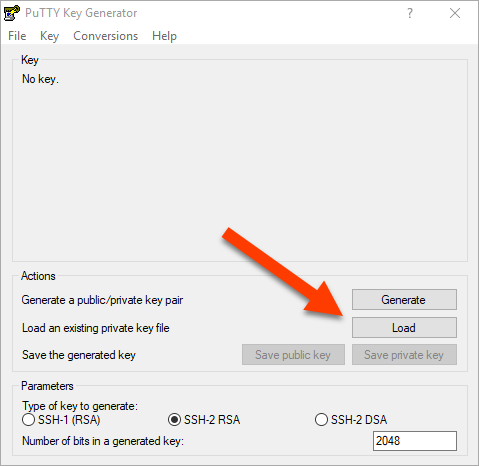 PuTTY Key Generator ?
File Key Conversions Help
Key
No key.
Actions
Generate a public/private key pair Generate
Load an existing private key file Load
Save the generated key Save public key Save private key
Parameters
Type of key to generate:
SSH-1 (RSA) SSH-2 RSA SSH-2 DSA
Number of bits in a generated key: 2048